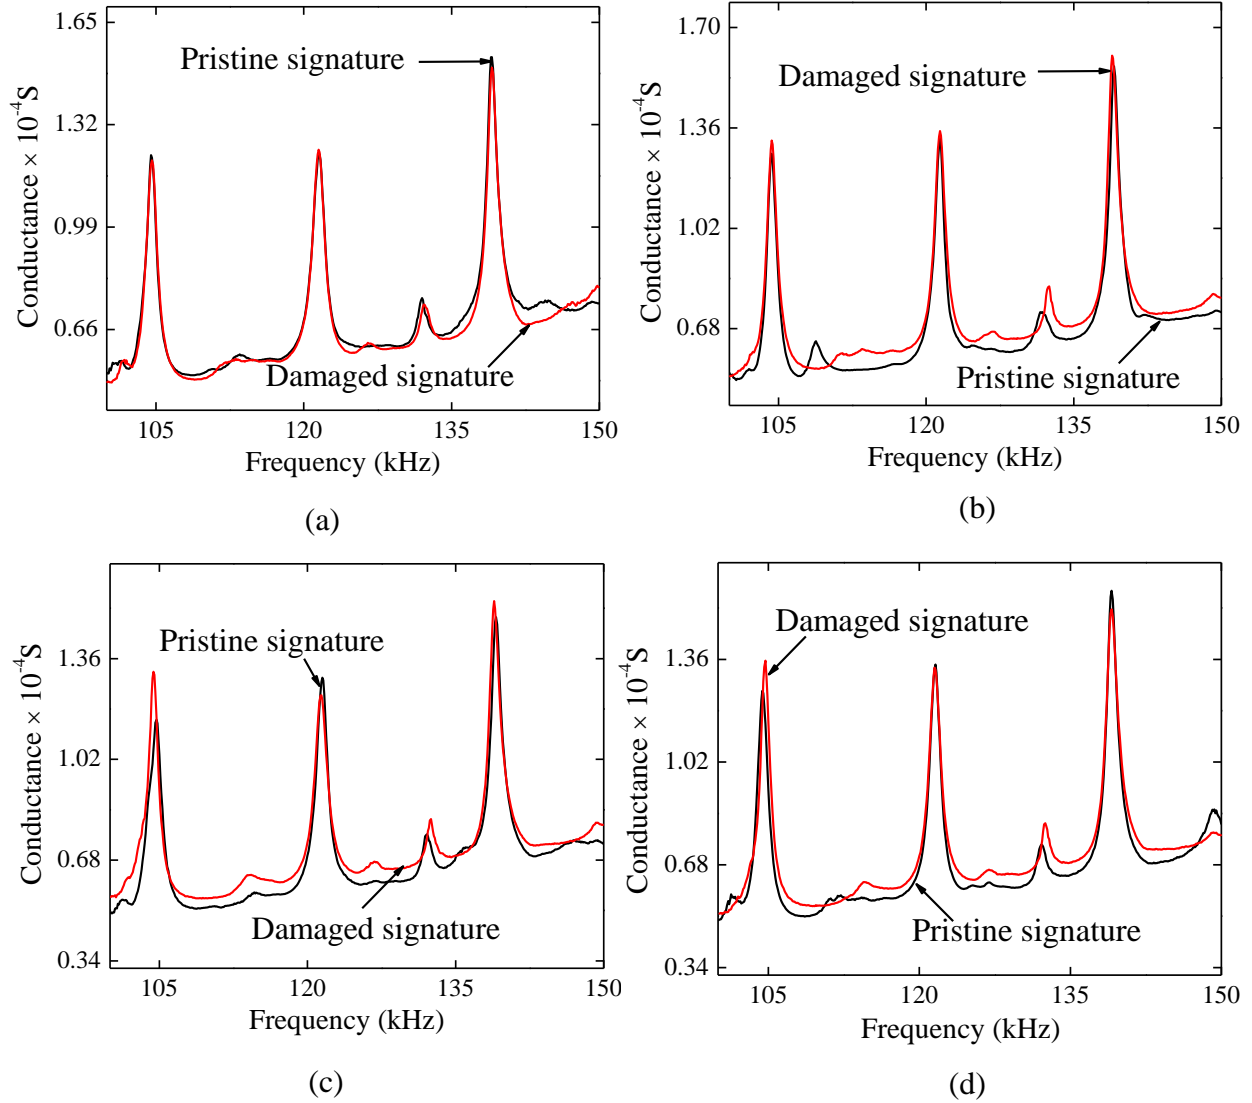 1.65
1.32
0.99
0.66
Conductance × 10⁻⁴S
Pristine signature
Damaged signature
105 120 135 150
Frequency (kHz)
(a)
1.70
1.36
1.02
0.68
Conductance × 10⁻⁴S
Damaged signature
Pristine signature
105 120 135 150
Frequency (kHz)
(b)
1.36
1.02
0.68
0.34
Conductance × 10⁻⁴S
Pristine signature
Damaged signature
105 120 135 150
Frequency (kHz)
(c)
1.36
1.02
0.68
0.34
Conductance × 10⁻⁴S
Damaged signature
Pristine signature
105 120 135 150
Frequency (kHz)
(d)